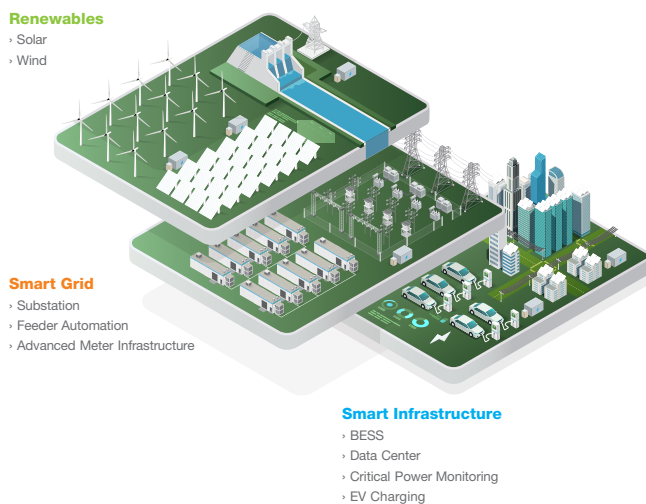 Renewables
› Solar
› Wind
Smart Grid
› Substation
› Feeder Automation
› Advanced Meter Infrastructure
Smart Infrastructure
› BESS
› Data Center
› Critical Power Monitoring
› EV Charging